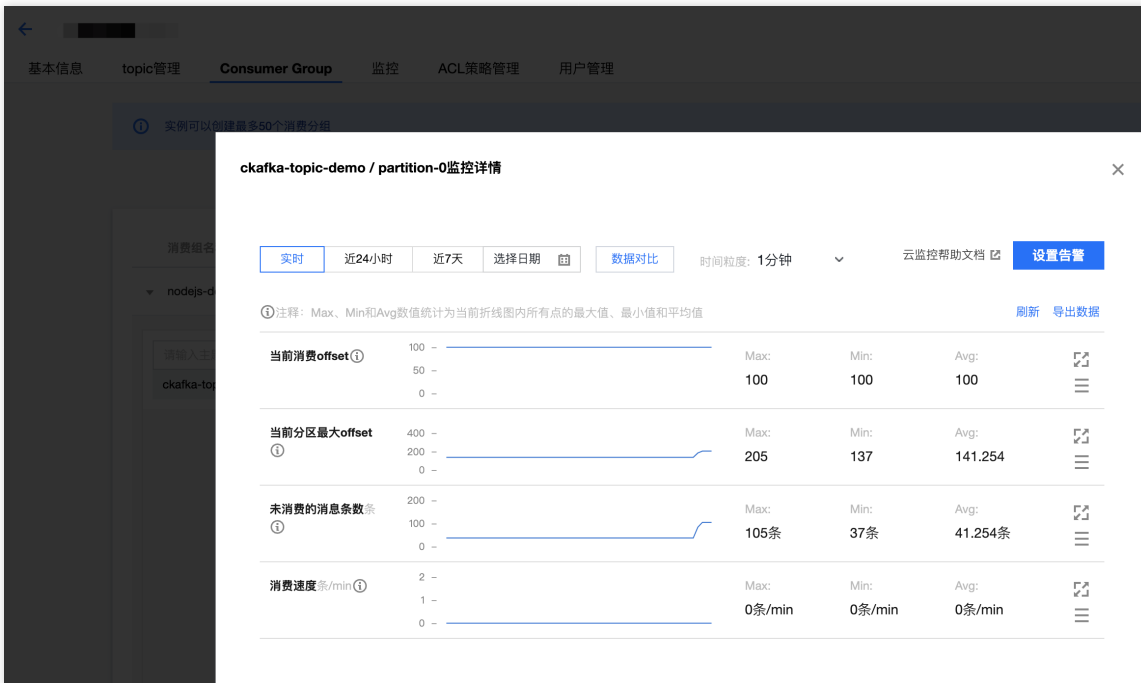 基本信息 topic管理 Consumer Group 监控 ACL策略管理 用户管理
实例可以创建最多50个消费分组
ckafka-topic-demo / partition-0监控详情
消费组名
实时 近24小时 近7天 选择日期 数据对比 时间粒度: 1分钟 云监控帮助文档 设置告警
nodejs-d
注释：Max、Min和Avg数值统计为当前折线图内所有点的最大值、最小值和平均值 刷新 导出数据
请输入主
ckafka-top
当前消费offset
100
50
0
Max: Min: Avg:
100 100 100
当前分区最大offset
400
200
0
Max: Min: Avg:
205 137 141.254
未消费的消息条数条
200
100
0
Max: Min: Avg:
105条 37条 41.254条
消费速度条/min
2
1
0
Max: Min: Avg:
0条/min 0条/min 0条/min